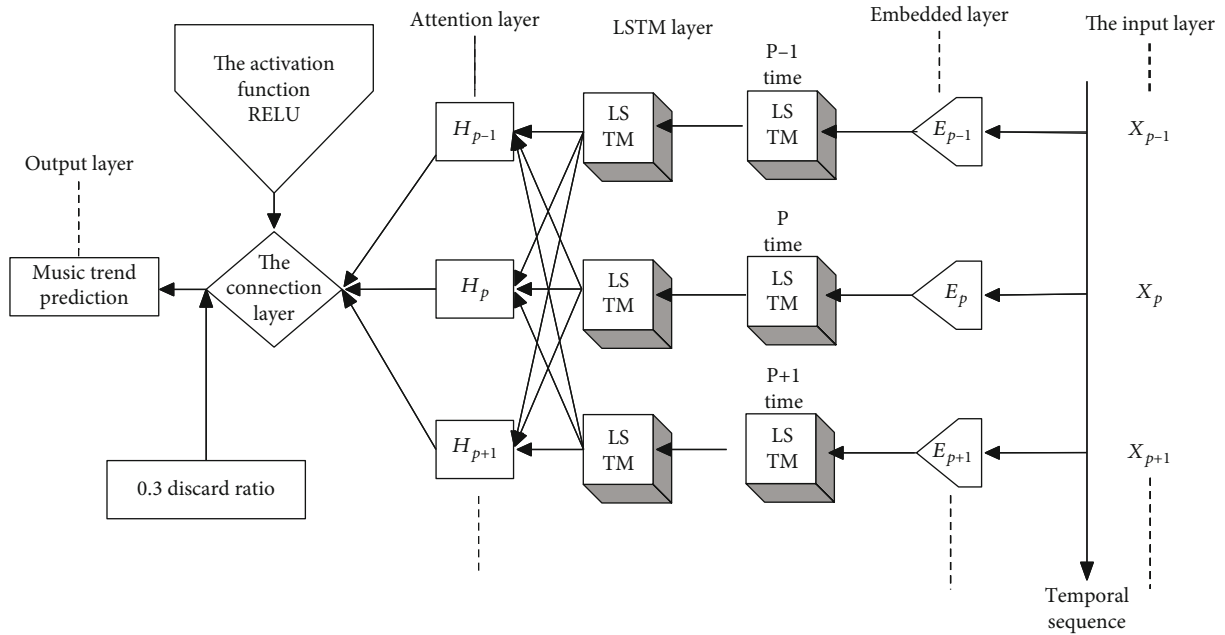 Attention layer
LSTM layer
Embedded layer
The input layer
The activation
function
RELU
P–1
time
H_{p–1}
LS
TM
LS
TM
E_{p–1}
X_{p–1}
Output layer
Music trend
prediction
The
connection
layer
H_p
LS
TM
P
time
LS
TM
E_p
X_p
P+1
time
H_{p+1}
LS
TM
LS
TM
E_{p+1}
X_{p+1}
0.3 discard ratio
Temporal
sequence